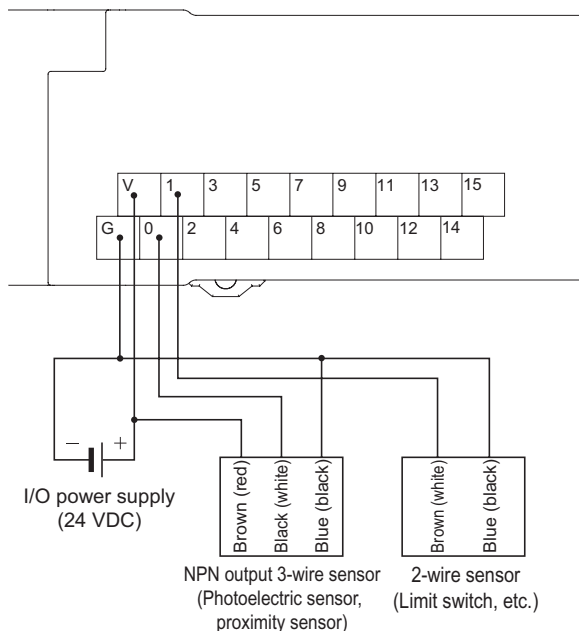 V 1 3 5 7 9 11 13 15
G 0 2 4 6 8 10 12 14
− +
I/O power supply
(24 VDC)
Brown (red)
Black (white)
Blue (black)
Brown (white)
Blue (black)
NPN output 3-wire sensor
(Photoelectric sensor,
proximity sensor)
2-wire sensor
(Limit switch, etc.)